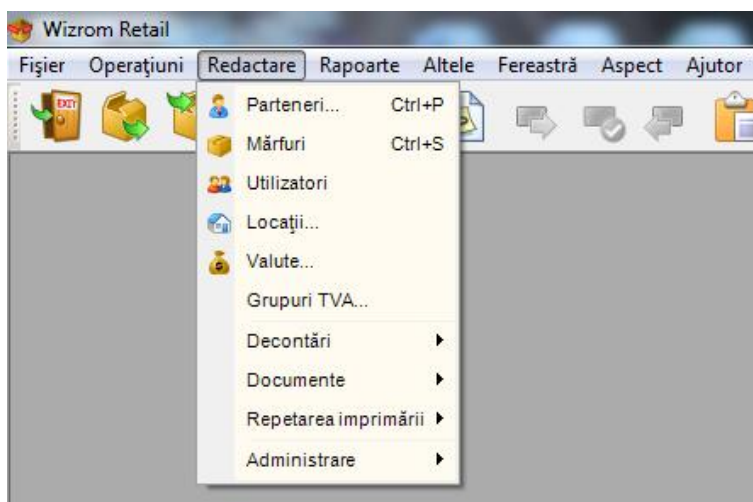 Wizrom Retail
Fişier Operaţiuni Redactare Rapoarte Altele Fereastră Aspect Ajutor
EXIT
Parteneri... Ctrl+P
Mărfuri Ctrl+S
Utilizatori
Locaţii...
Valute...
Grupuri TVA...
Decontări
Documente
Repetarea imprimării
Administrare